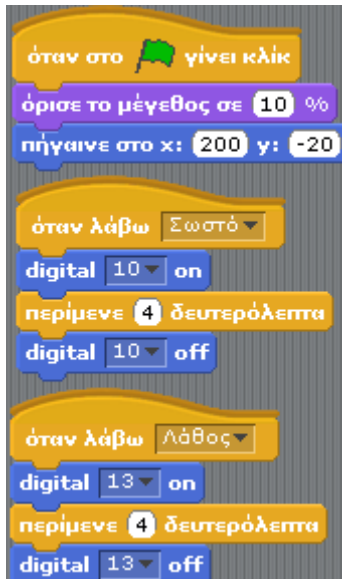 όταν στο γίνει κλίκ
όρισε το μέγεθος σε 10 %
πήγαινε στο x: 200 y: -20
όταν λάβω Σωστό
digital 10 on
περίμενε 4 δευτερόλεπτα
digital 10 off
όταν λάβω Λάθος
digital 13 on
περίμενε 4 δευτερόλεπτα
digital 13 off